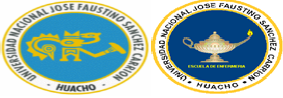 UNIVERSIDAD NACIONAL JOSE FAUSTINO SANCHEZ CARRION
- HUACHO -
UNIVERSIDAD NACIONAL JOSE FAUSTINO SANCHEZ CARRION
ESCUELA DE ENFERMERIA
- HUACHO -